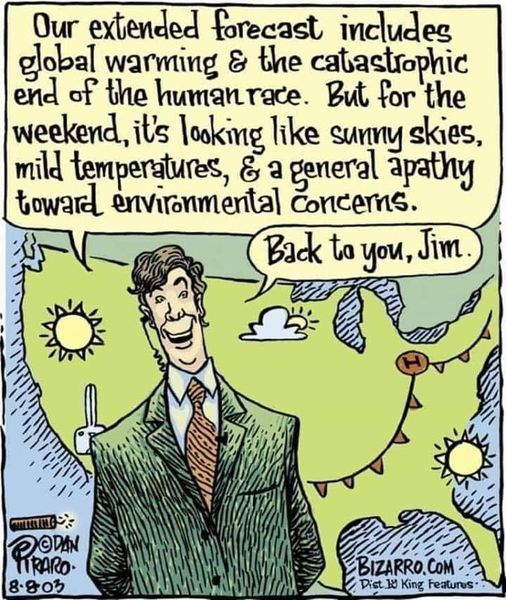 Our extended forecast includes
global warming & the catastrophic
end of the human race. But for the
weekend, it's looking like sunny skies,
mild temperatures, & a general apathy
toward environmental concerns.
Back to you, Jim.
H
©DAN
PIRARO.
8-8-03
BIZARRO.COM
Dist. by King Features